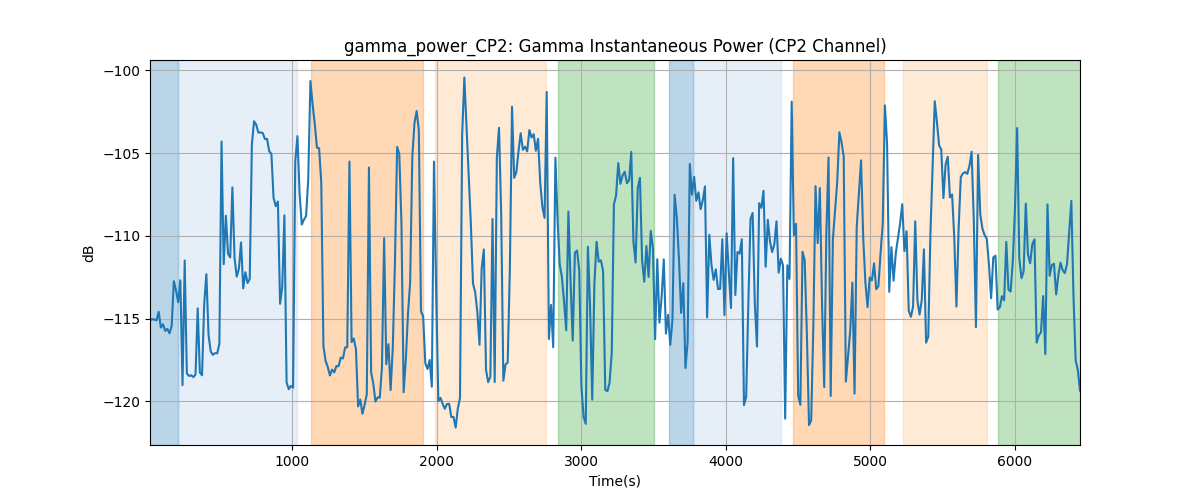 gamma_power_CP2: Gamma Instantaneous Power (CP2 Channel)
−100
−105
−110
−115
−120
dB
1000 2000 3000 4000 5000 6000
Time(s)